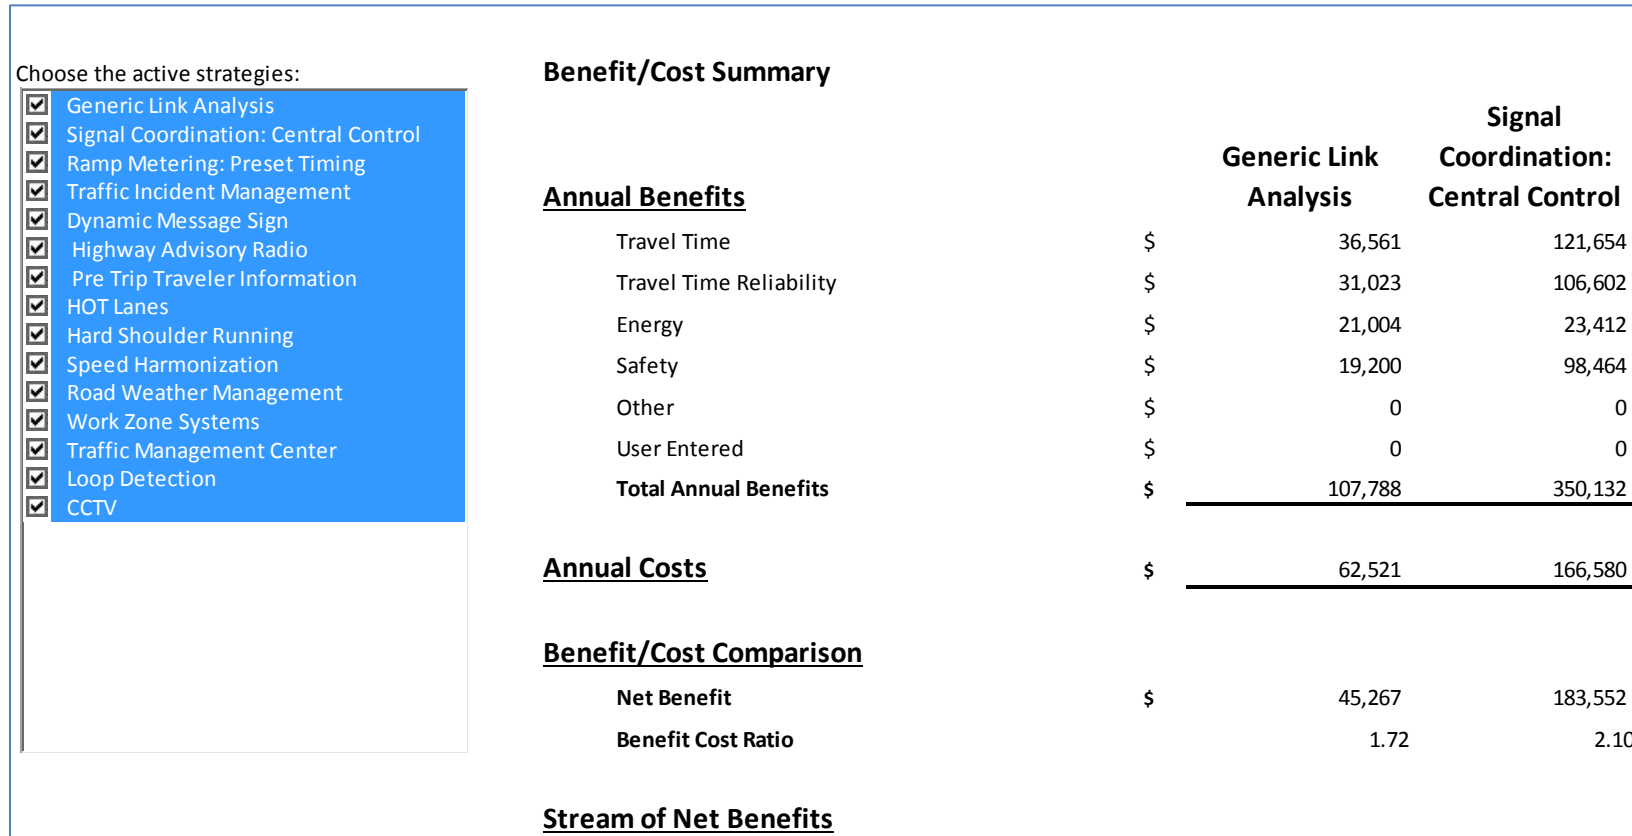 Choose the active strategies:
Generic Link Analysis
Signal Coordination: Central Control
Ramp Metering: Preset Timing
Traffic Incident Management
Dynamic Message Sign
Highway Advisory Radio
Pre Trip Traveler Information
HOT Lanes
Hard Shoulder Running
Speed Harmonization
Road Weather Management
Work Zone Systems
Traffic Management Center
Loop Detection
CCTV
Benefit/Cost Summary
Generic Link
Analysis
Signal
Coordination:
Central Control
Annual Benefits
Travel Time $ 36,561 121,654
Travel Time Reliability $ 31,023 106,602
Energy $ 21,004 23,412
Safety $ 19,200 98,464
Other $ 0 0
User Entered $ 0 0
Total Annual Benefits $ 107,788 350,132
Annual Costs $ 62,521 166,580
Benefit/Cost Comparison
Net Benefit $ 45,267 183,552
Benefit Cost Ratio 1.72 2.10
Stream of Net Benefits